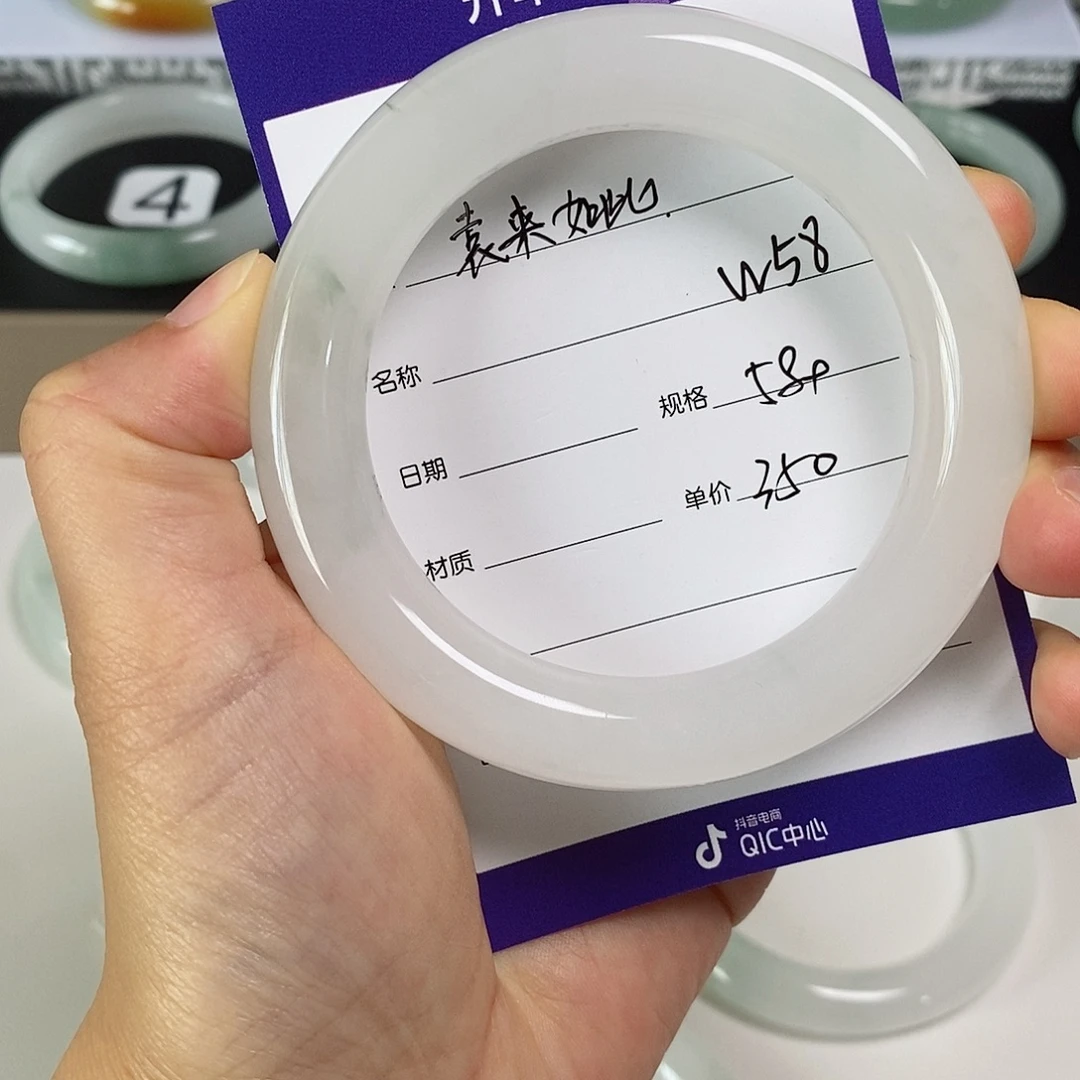 4
袁来如此.
W58
名称
规格 58p
日期
单价 350
材质
抖音电商
QIC中心